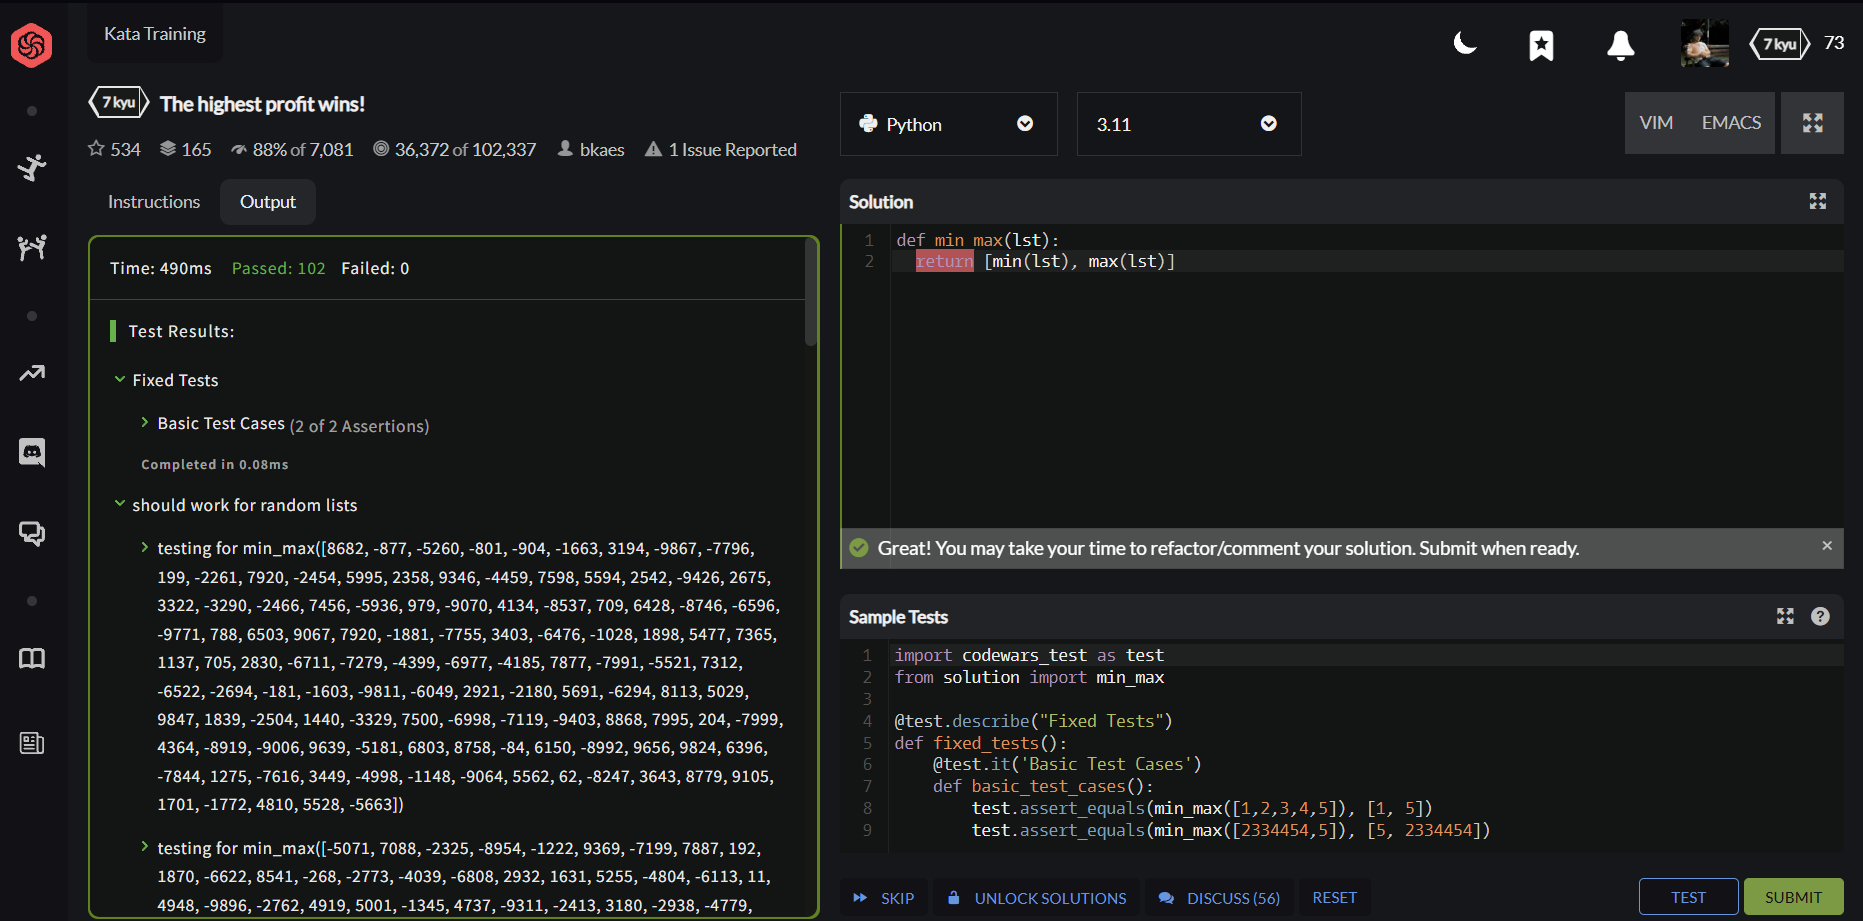 Kata Training
7 kyu
73
7 kyu The highest profit wins!
534 165 88% of 7,081 36,372 of 102,337 bkaes 1 Issue Reported
Python
3.11
VIM EMACS
Instructions Output
Time: 490ms Passed: 102 Failed: 0
Test Results:
Fixed Tests
Basic Test Cases (2 of 2 Assertions)
Completed in 0.08ms
should work for random lists
testing for min_max([8682, -877, -5260, -801, -904, -1663, 3194, -9867, -7796,
199, -2261, 7920, -2454, 5995, 2358, 9346, -4459, 7598, 5594, 2542, -9426, 2675,
3322, -3290, -2466, 7456, -5936, 979, -9070, 4134, -8537, 709, 6428, -8746, -6596,
-9771, 788, 6503, 9067, 7920, -1881, -7755, 3403, -6476, -1028, 1898, 5477, 7365,
1137, 705, 2830, -6711, -7279, -4399, -6977, -4185, 7877, -7991, -5521, 7312,
-6522, -2694, -181, -1603, -9811, -6049, 2921, -2180, 5691, -6294, 8113, 5029,
9847, 1839, -2504, 1440, -3329, 7500, -6998, -7119, -9403, 8868, 7995, 204, -7999,
4364, -8919, -9006, 9639, -5181, 6803, 8758, -84, 6150, -8992, 9656, 9824, 6396,
-7844, 1275, -7616, 3449, -4998, -1148, -9064, 5562, 62, -8247, 3643, 8779, 9105,
1701, -1772, 4810, 5528, -5663])
testing for min_max([-5071, 7088, -2325, -8954, -1222, 9369, -7199, 7887, 192,
1870, -6622, 8541, -268, -2773, -4039, -6808, 2932, 1631, 5255, -4804, -6113, 11,
4948, -9896, -2762, 4919, 5001, -1345, 4737, -9311, -2413, 3180, -2938, -4779,
Solution
1 def min_max(lst):
2 return [min(lst), max(lst)]
Great! You may take your time to refactor/comment your solution. Submit when ready.
Sample Tests
1 import codewars_test as test
2 from solution import min_max
3
4 @test.describe("Fixed Tests")
5 def fixed_tests():
6 @test.it('Basic Test Cases')
7 def basic_test_cases():
8 test.assert_equals(min_max([1,2,3,4,5]), [1, 5])
9 test.assert_equals(min_max([2334454,5]), [5, 2334454])
SKIP UNLOCK SOLUTIONS DISCUSS (56) RESET TEST SUBMIT